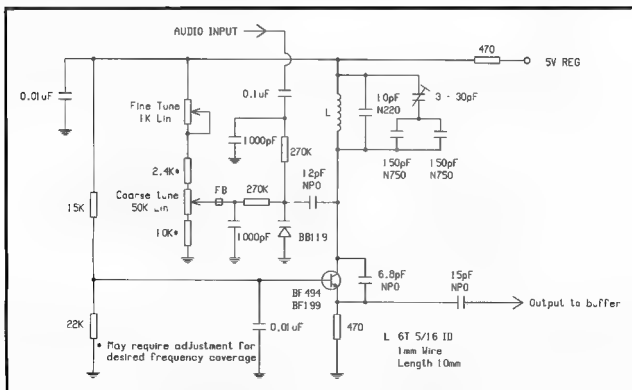 AUDIO INPUT
470
5V REG
0.01uF
Fine Tune
1K Lin
0.1uF
1000pF
270K
L
10pF
N220
3 - 30pF
150pF
N750
150pF
N750
2.4K*
Coarse tune
50K Lin
FB
270K
12pF
NPO
15K
10K*
1000pF
BB119
6.8pF
NPO
15pF
NPO
BF494
BF199
Output to buffer
22K
* May require adjustment for
desired frequency coverage
0.01uF
470
L 6T 5/16 ID
1mm Wire
Length 10mm